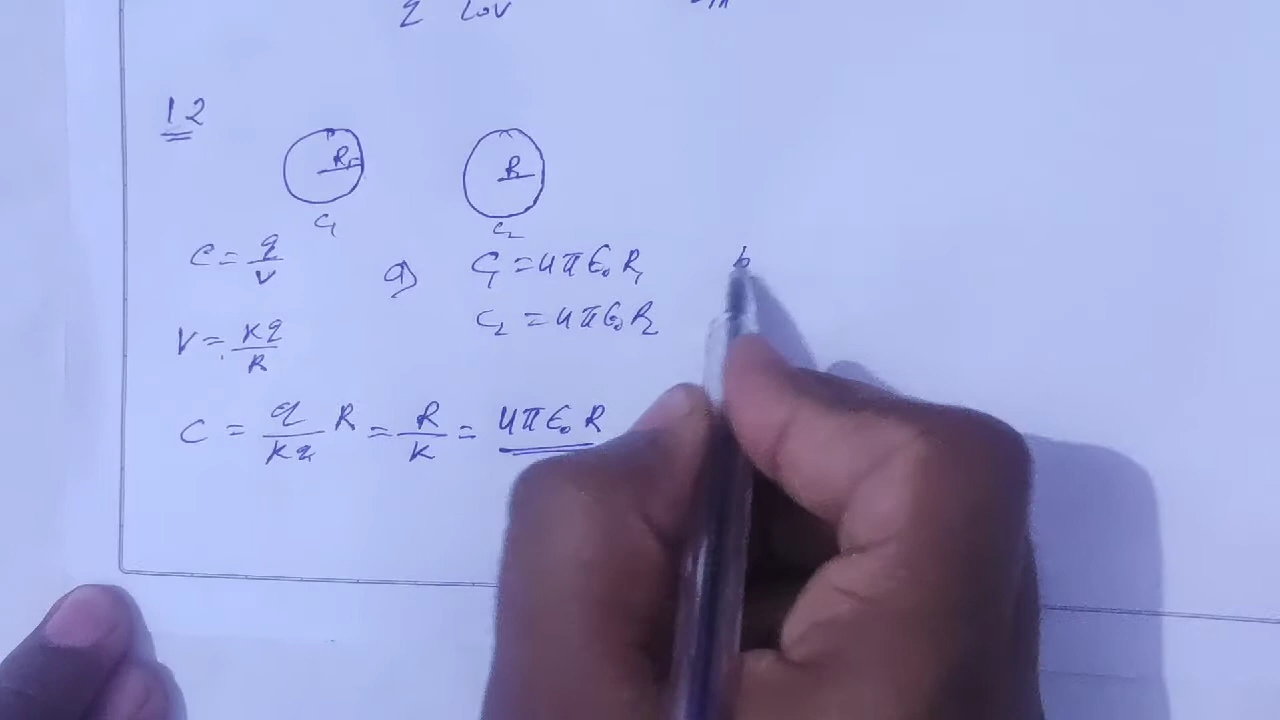 12
R₁ R
C₁ C₂
C = q/V a) C₁ = 4πϵ₀R₁ b
C₂ = 4πϵ₀R₂
V = Kq/R
C = q/Kq R = R/K = 4πϵ₀R